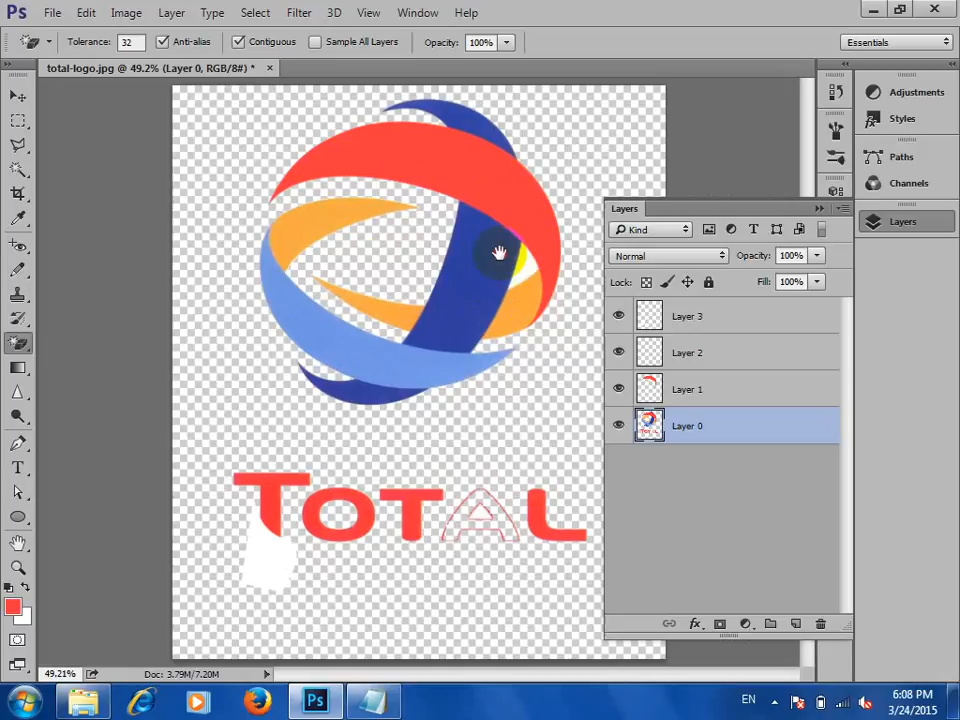 Ps File Edit Image Layer Type Select Filter 3D View Window Help
Tolerance: 32 Anti-alias Contiguous Sample All Layers Opacity: 100% Essentials
total-logo.jpg @ 49.2% (Layer 0, RGB/8#) * ×
Adjustments
Styles
Paths
Channels
Layers
Layers
Kind
Normal Opacity: 100%
Lock: Fill: 100%
Layer 3
Layer 2
Layer 1
Layer 0
TOTAL
fx
49.21% Doc: 3.79M/7.20M
Ps
EN
6:08 PM
3/24/2015